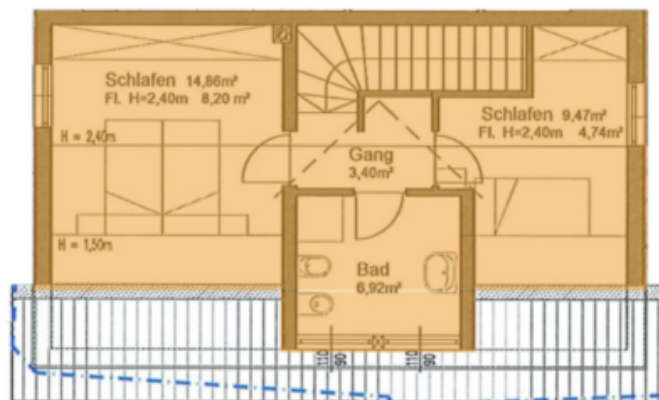 Schlafen 14,86m²
Fl. H=2,40m 8,20 m²
Schlafen 9,47m²
Fl. H=2,40m 4,74m²
H = 2,40m
Gang
3,40m²
H = 1,50m
Bad
6,92m²
110
90
110
90